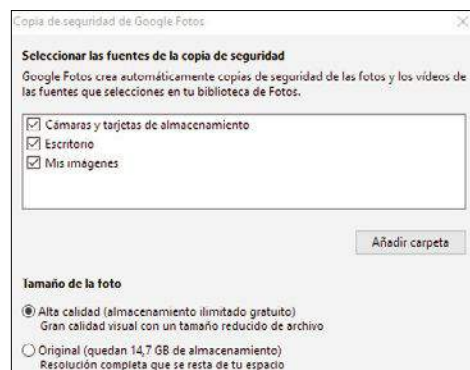 Copia de seguridad de Google Fotos
Seleccionar las fuentes de la copia de seguridad
Google Fotos crea automáticamente copias de seguridad de las fotos y los vídeos de
las fuentes que selecciones en tu biblioteca de Fotos.
Cámaras y tarjetas de almacenamiento
Escritorio
Mis imágenes
Añadir carpeta
Tamaño de la foto
Alta calidad (almacenamiento ilimitado gratuito)
Gran calidad visual con un tamaño reducido de archivo
Original (quedan 14,7 GB de almacenamiento)
Resolución completa que se resta de tu espacio